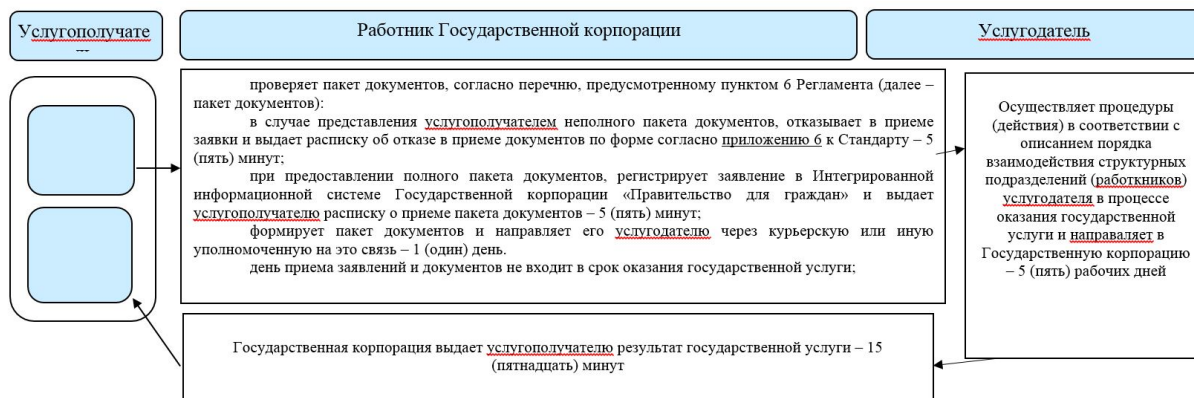 Услугополучате
Работник Государственной корпорации
Услугодатель
проверяет пакет документов, согласно перечню, предусмотренному пунктом 6 Регламента (далее –
пакет документов):
в случае представления услугополучателем неполного пакета документов, отказывает в приеме
заявки и выдает расписку об отказе в приеме документов по форме согласно приложению 6 к Стандарту – 5
(пять) минут;
при предоставлении полного пакета документов, регистрирует заявление в Интегрированной
информационной системе Государственной корпорации «Правительство для граждан» и выдает
услугополучателю расписку о приеме пакета документов – 5 (пять) минут;
формирует пакет документов и направляет его услугодателю через курьерскую или иную
уполномоченную на это связь – 1 (один) день.
день приема заявлений и документов не входит в срок оказания государственной услуги;
Осуществляет процедуры
(действия) в соответствии с
описанием порядка
взаимодействия структурных
подразделений (работкников)
услугодателя в процессе
оказания государственной
услуги и направаляет в
Государственную корпорацию
– 5 (пять) рабочих дней
Государственная корпорация выдает услугополучателю результат государственной услуги – 15
(пятнадцать) минут